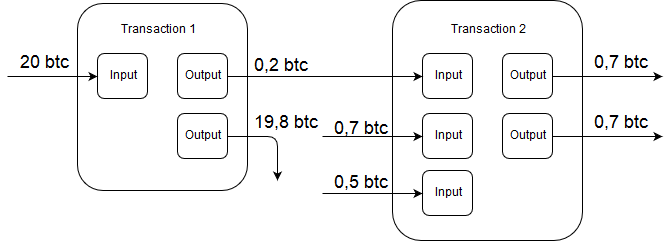 Transaction 1
Transaction 2
20 btc
Input
Output
0,2 btc
Input
Output
0,7 btc
Output
19,8 btc
0,7 btc
Input
Output
0,7 btc
0,5 btc
Input